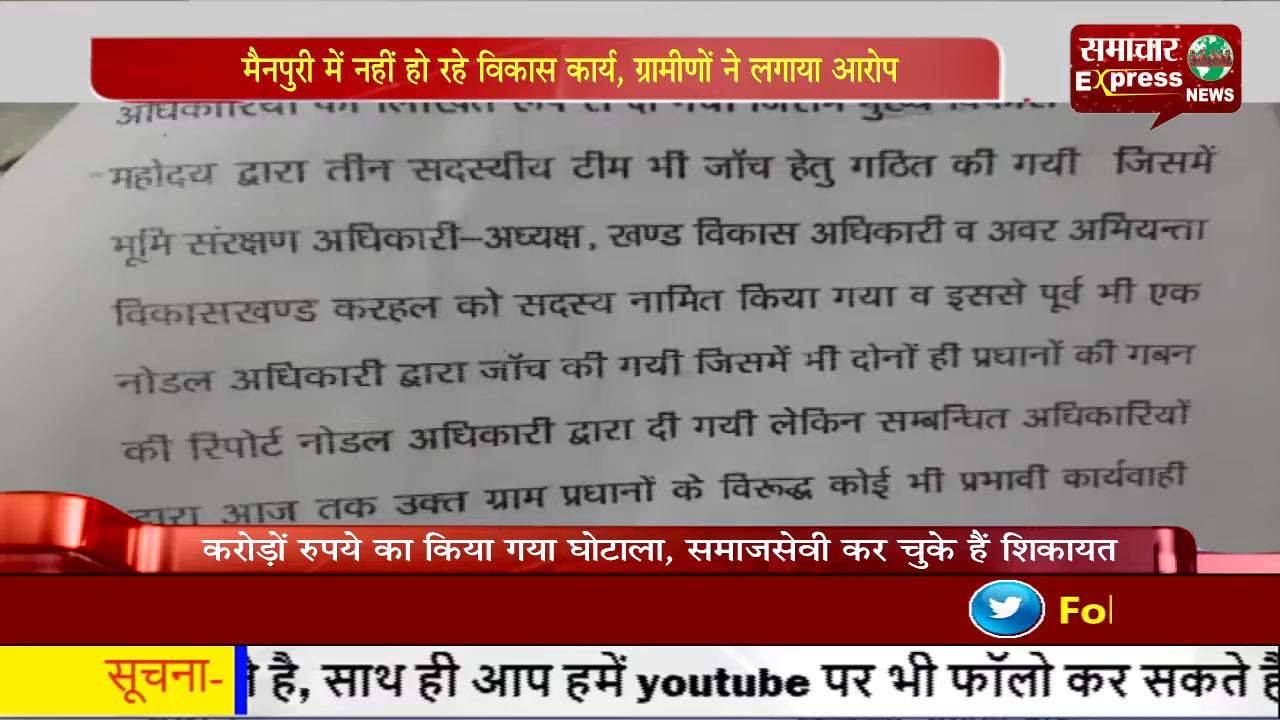 मैनपुरी में नहीं हो रहे विकास कार्य, ग्रामीणों ने लगाया आरोप
समाचार
Express
NEWS
महोदय द्वारा तीन सदस्यीय टीम भी जॉच हेतु गठित की गयी जिसमें
भूमि संरक्षण अधिकारी–अध्यक्ष, खण्ड विकास अधिकारी व अवर अभियन्ता
विकासखण्ड करहल को सदस्य नामित किया गया व इससे पूर्व भी एक
नोडल अधिकारी द्वारा जॉच की गयी जिसमें भी दोनों ही प्रघानों की गबन
की रिपोर्ट नोडल अधिकारी द्वारा दी गयी लेकिन सम्बन्धित अधिकारियों
द्वारा आज तक उक्त ग्राम प्रधानों के विरूद्ध कोई भी प्रभावी कार्यवाही
करोड़ों रुपये का किया गया घोटाला, समाजसेवी कर चुके हैं शिकायत
Fol
सूचना-
है, साथ ही आप हमें youtube पर भी फॉलो कर सकते है